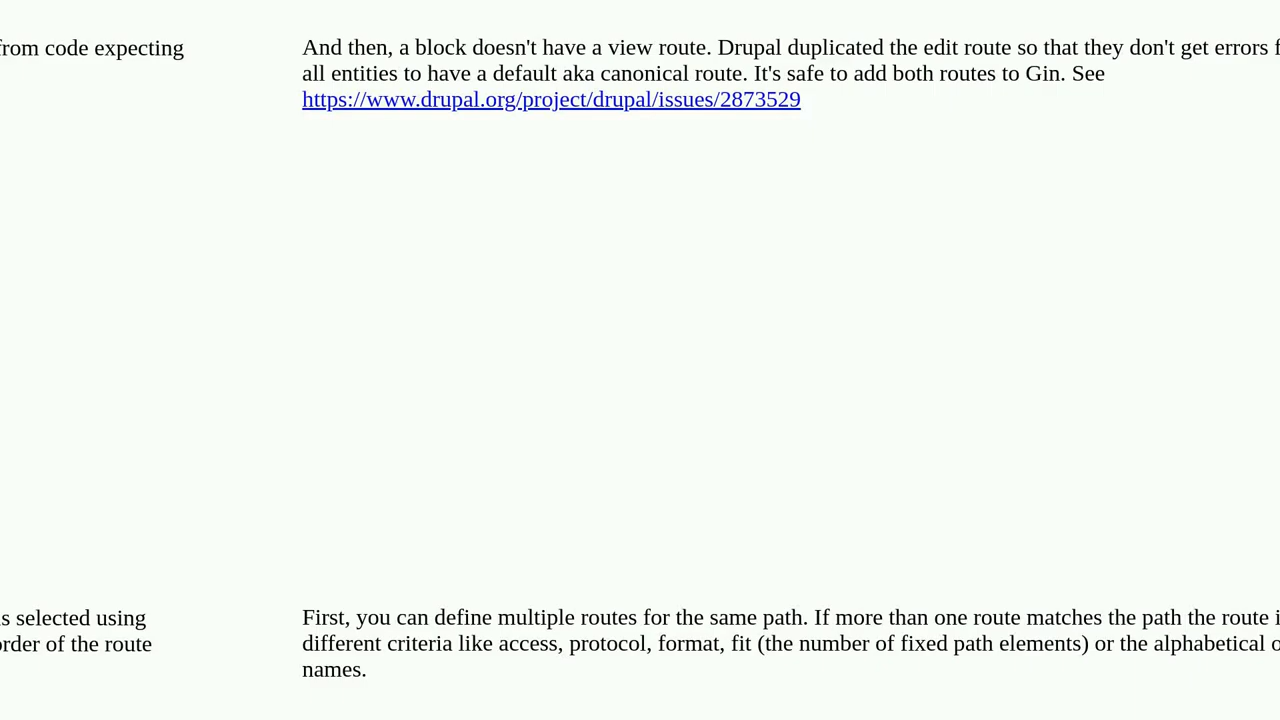 from code expecting
And then, a block doesn't have a view route. Drupal duplicated the edit route so that they don't get errors
all entities to have a default aka canonical route. It's safe to add both routes to Gin. See
https://www.drupal.org/project/drupal/issues/2873529
selected using
order of the route
First, you can define multiple routes for the same path. If more than one route matches the path the route
different criteria like access, protocol, format, fit (the number of fixed path elements) or the alphabetical
names.